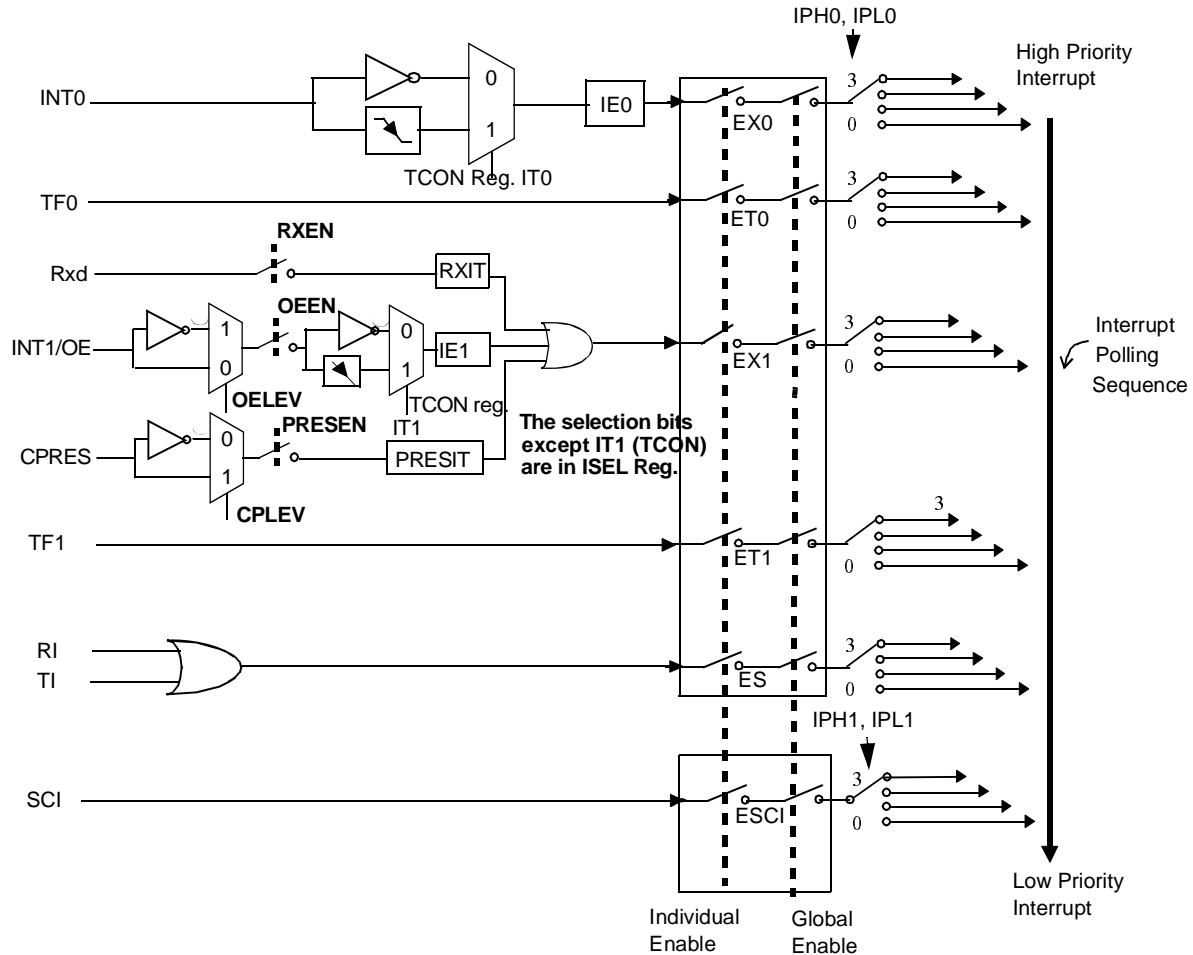 IPH0, IPL0
High Priority
Interrupt
INT0
0
1
IE0
EX0
3
0
TCON Reg. IT0
TF0
ET0
3
0
RXEN
Rxd
RXIT
OEEN
INT1/OE
1
0
0
1
IE1
EX1
3
0
Interrupt
Polling
Sequence
OELEV
TCON reg.
IT1
PRESEN
The selection bits
except IT1 (TCON)
are in ISEL Reg.
CPRES
0
1
PRESIT
CPLEV
TF1
ET1
3
0
RI
TI
ES
3
0
IPH1, IPL1
SCI
ESCI
3
0
Low Priority
Interrupt
Individual
Enable
Global
Enable